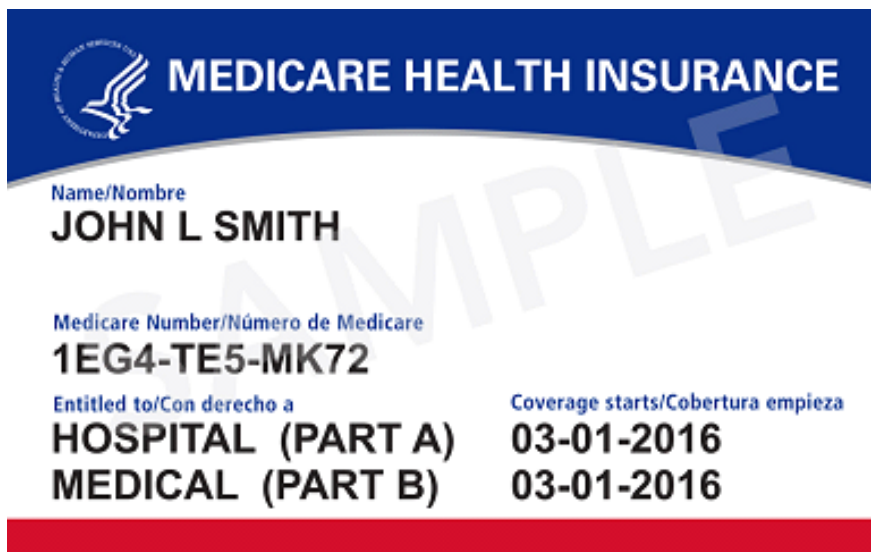 MEDICARE HEALTH INSURANCE
SAMPLE
Name/Nombre
JOHN L SMITH
Medicare Number/Número de Medicare
1EG4-TE5-MK72
Entitled to/Con derecho a Coverage starts/Cobertura empieza
HOSPITAL (PART A) 03-01-2016
MEDICAL (PART B) 03-01-2016